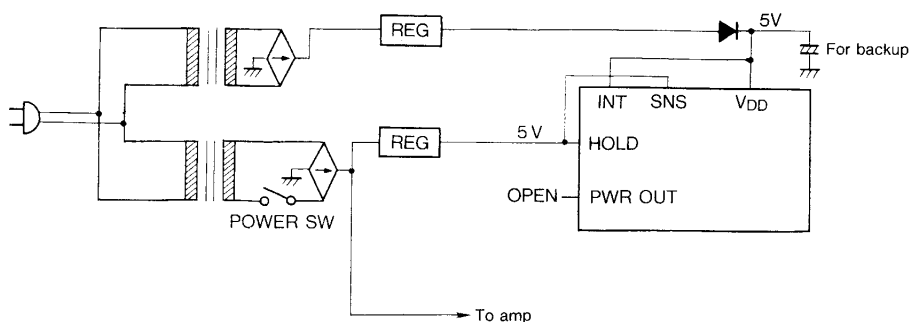 REG
5V
For backup
INT SNS VDD
REG
5 V
HOLD
OPEN
PWR OUT
POWER SW
To amp